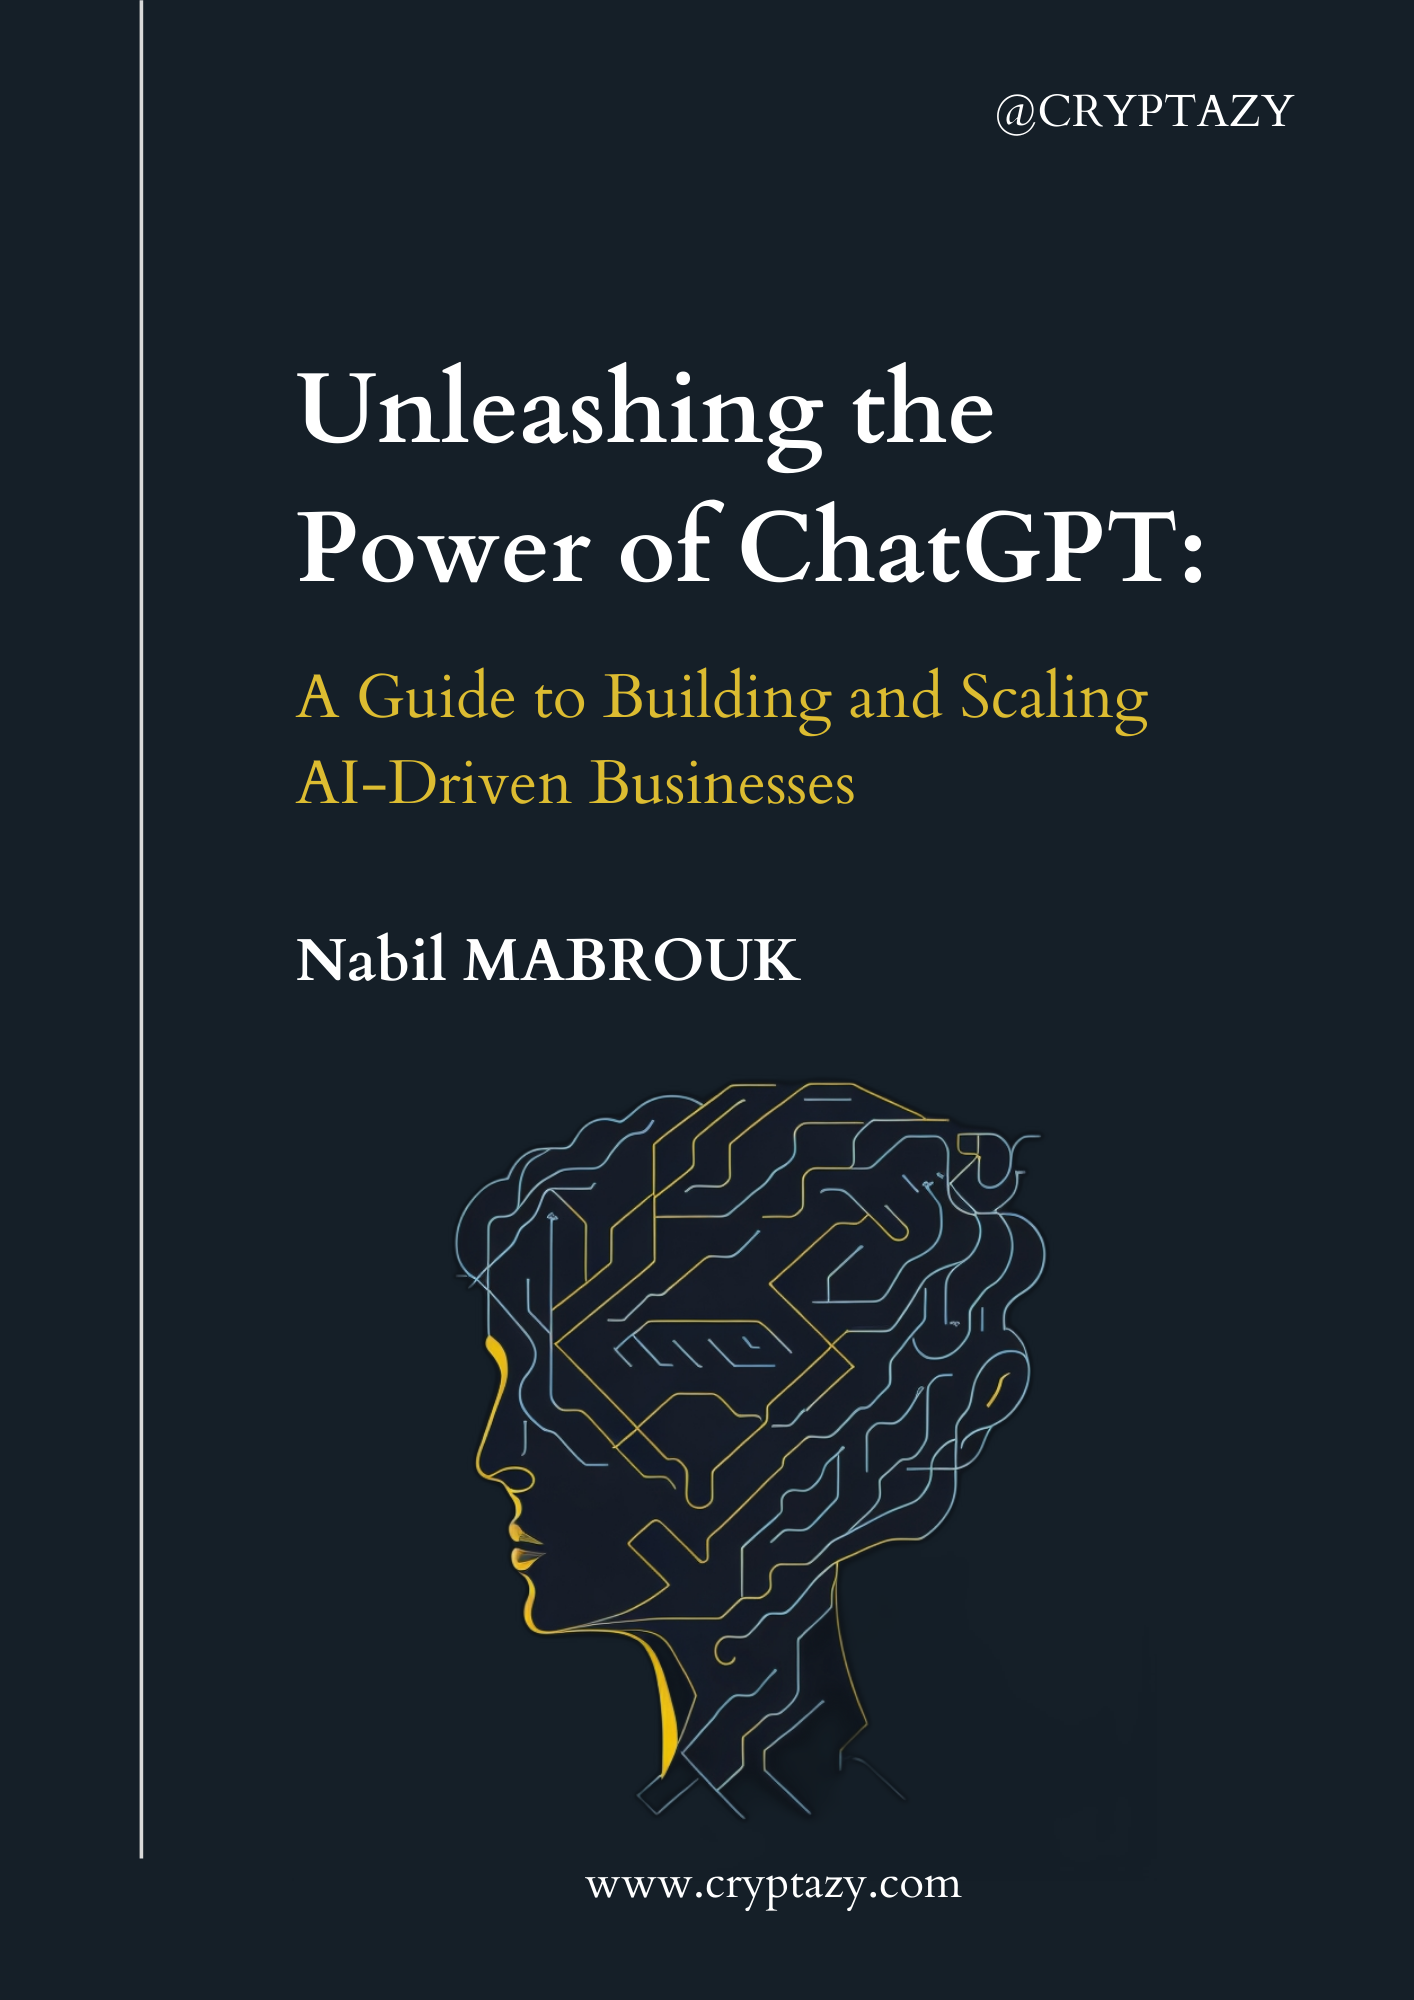 @CRYPTAZY
Unleashing the
Power of ChatGPT:
A Guide to Building and Scaling
AI-Driven Businesses
Nabil MABROUK
www.cryptazy.com